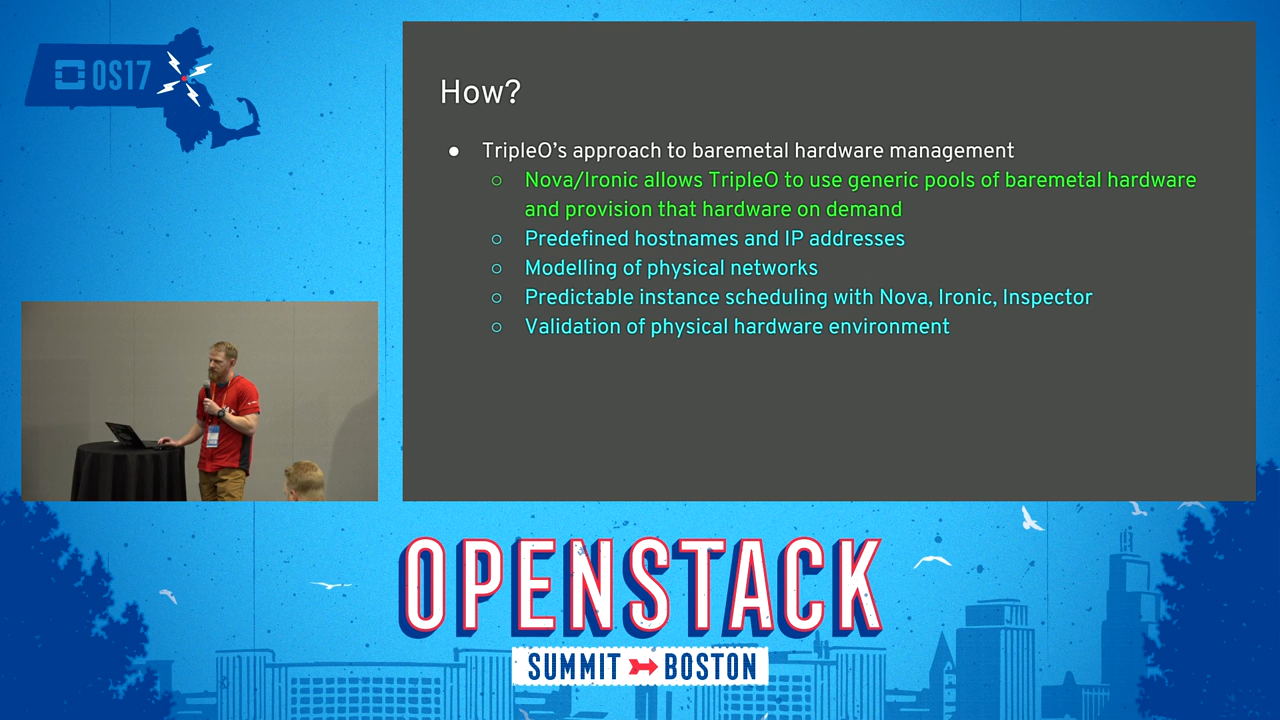 OS17
How?
● TripleO's approach to baremetal hardware management
○ Nova/Ironic allows TripleO to use generic pools of baremetal hardware
and provision that hardware on demand
○ Predefined hostnames and IP addresses
○ Modelling of physical networks
○ Predictable instance scheduling with Nova, Ironic, Inspector
○ Validation of physical hardware environment
OPENSTACK
SUMMIT BOSTON